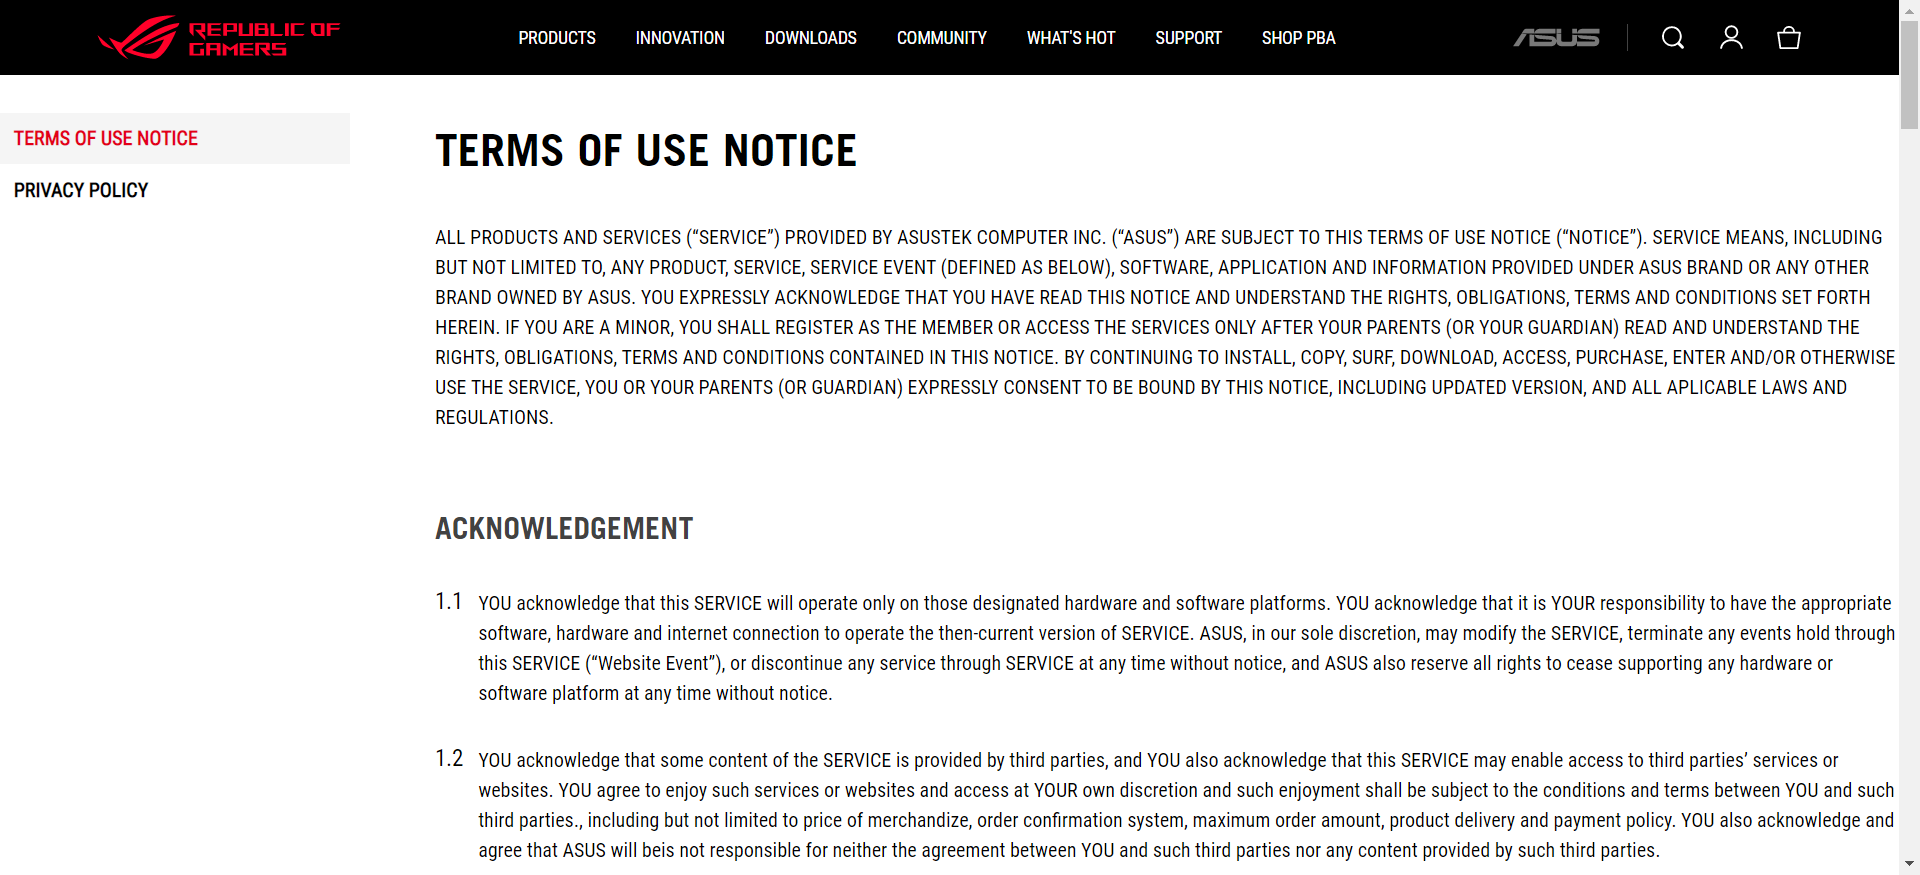 REPUBLIC OF
GAMERS
PRODUCTS INNOVATION DOWNLOADS COMMUNITY WHAT'S HOT SUPPORT SHOP PBA
ASUS
TERMS OF USE NOTICE
PRIVACY POLICY
TERMS OF USE NOTICE
ALL PRODUCTS AND SERVICES (“SERVICE”) PROVIDED BY ASUSTEK COMPUTER INC. (“ASUS”) ARE SUBJECT TO THIS TERMS OF USE NOTICE (“NOTICE”). SERVICE MEANS, INCLUDING
BUT NOT LIMITED TO, ANY PRODUCT, SERVICE, SERVICE EVENT (DEFINED AS BELOW), SOFTWARE, APPLICATION AND INFORMATION PROVIDED UNDER ASUS BRAND OR ANY OTHER
BRAND OWNED BY ASUS. YOU EXPRESSLY ACKNOWLEDGE THAT YOU HAVE READ THIS NOTICE AND UNDERSTAND THE RIGHTS, OBLIGATIONS, TERMS AND CONDITIONS SET FORTH
HEREIN. IF YOU ARE A MINOR, YOU SHALL REGISTER AS THE MEMBER OR ACCESS THE SERVICES ONLY AFTER YOUR PARENTS (OR YOUR GUARDIAN) READ AND UNDERSTAND THE
RIGHTS, OBLIGATIONS, TERMS AND CONDITIONS CONTAINED IN THIS NOTICE. BY CONTINUING TO INSTALL, COPY, SURF, DOWNLOAD, ACCESS, PURCHASE, ENTER AND/OR OTHERWISE
USE THE SERVICE, YOU OR YOUR PARENTS (OR GUARDIAN) EXPRESSLY CONSENT TO BE BOUND BY THIS NOTICE, INCLUDING UPDATED VERSION, AND ALL APLICABLE LAWS AND
REGULATIONS.
ACKNOWLEDGEMENT
1.1 YOU acknowledge that this SERVICE will operate only on those designated hardware and software platforms. YOU acknowledge that it is YOUR responsibility to have the appropriate
software, hardware and internet connection to operate the then-current version of SERVICE. ASUS, in our sole discretion, may modify the SERVICE, terminate any events hold through
this SERVICE (“Website Event”), or discontinue any service through SERVICE at any time without notice, and ASUS also reserve all rights to cease supporting any hardware or
software platform at any time without notice.
1.2 YOU acknowledge that some content of the SERVICE is provided by third parties, and YOU also acknowledge that this SERVICE may enable access to third parties’ services or
websites. YOU agree to enjoy such services or websites and access at YOUR own discretion and such enjoyment shall be subject to the conditions and terms between YOU and such
third parties., including but not limited to price of merchandize, order confirmation system, maximum order amount, product delivery and payment policy. YOU also acknowledge and
agree that ASUS will beis not responsible for neither the agreement between YOU and such third parties nor any content provided by such third parties.